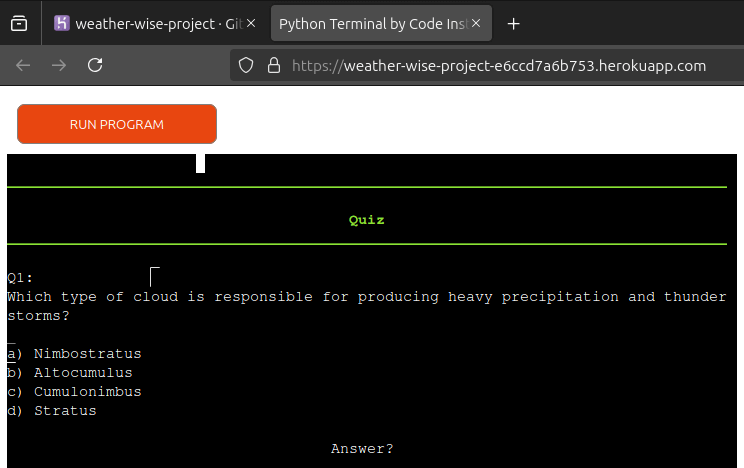 weather-wise-project · Git
Python Terminal by Code Inst
https://weather-wise-project-e6ccd7a6b753.herokuapp.com
RUN PROGRAM
Quiz
Q1:
Which type of cloud is responsible for producing heavy precipitation and thunder
storms?
a) Nimbostratus
b) Altocumulus
c) Cumulonimbus
d) Stratus
Answer?